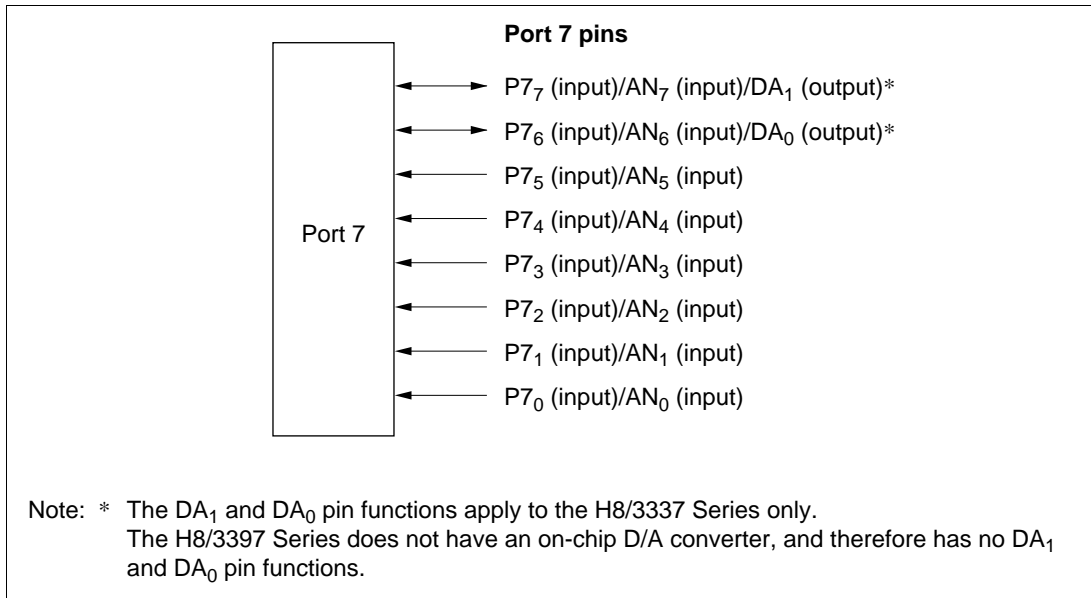 Port 7 pins
P7₇ (input)/AN₇ (input)/DA₁ (output)*
P7₆ (input)/AN₆ (input)/DA₀ (output)*
P7₅ (input)/AN₅ (input)
P7₄ (input)/AN₄ (input)
Port 7
P7₃ (input)/AN₃ (input)
P7₂ (input)/AN₂ (input)
P7₁ (input)/AN₁ (input)
P7₀ (input)/AN₀ (input)
Note: * The DA₁ and DA₀ pin functions apply to the H8/3337 Series only.
The H8/3397 Series does not have an on-chip D/A converter, and therefore has no DA₁
and DA₀ pin functions.